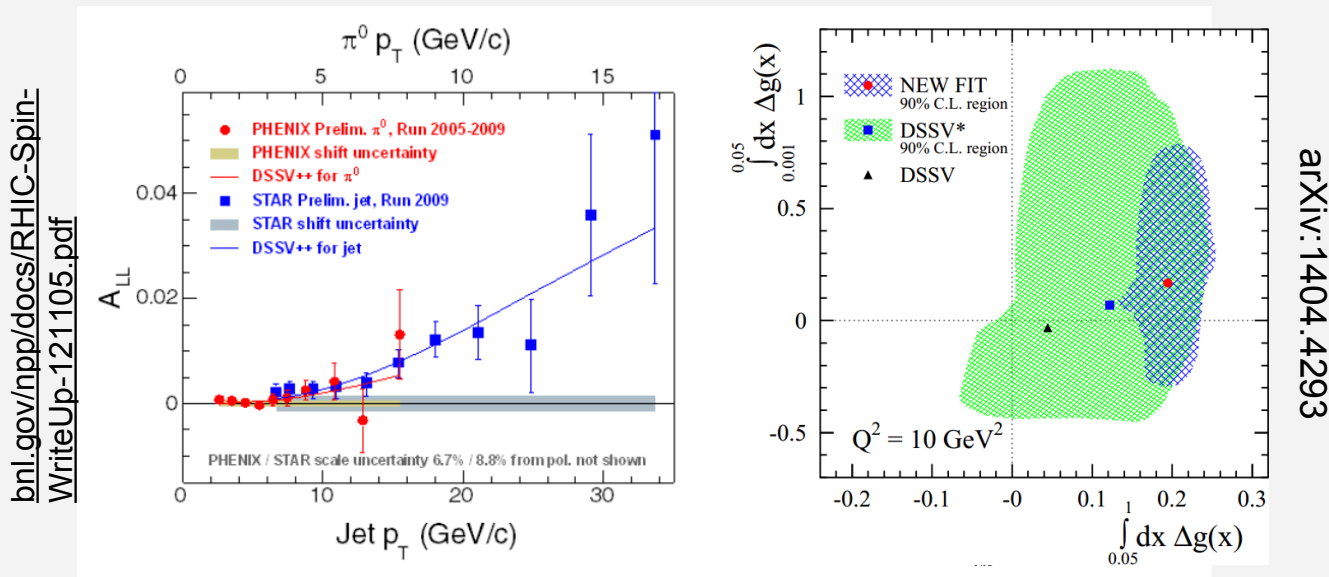 bnl.gov/npp/docs/RHIC-Spin-
WriteUp-121105.pdf
π⁰ p_T (GeV/c)
0 5 10 15
PHENIX Prelim. π⁰, Run 2005-2009
PHENIX shift uncertainty
DSSV++ for π⁰
STAR Prelim. jet, Run 2009
STAR shift uncertainty
DSSV++ for jet
A_LL
0.04
0.02
0
PHENIX / STAR scale uncertainty 6.7% / 8.8% from pol. not shown
0 10 20 30
Jet p_T (GeV/c)
∫_0.001^0.05 dx Δg(x)
1
0.5
0
-0.5
NEW FIT
90% C.L. region
DSSV*
90% C.L. region
DSSV
Q² = 10 GeV²
-0.2 -0.1 -0 0.1 0.2 0.3
∫_0.05^1 dx Δg(x)
arXiv:1404.4293